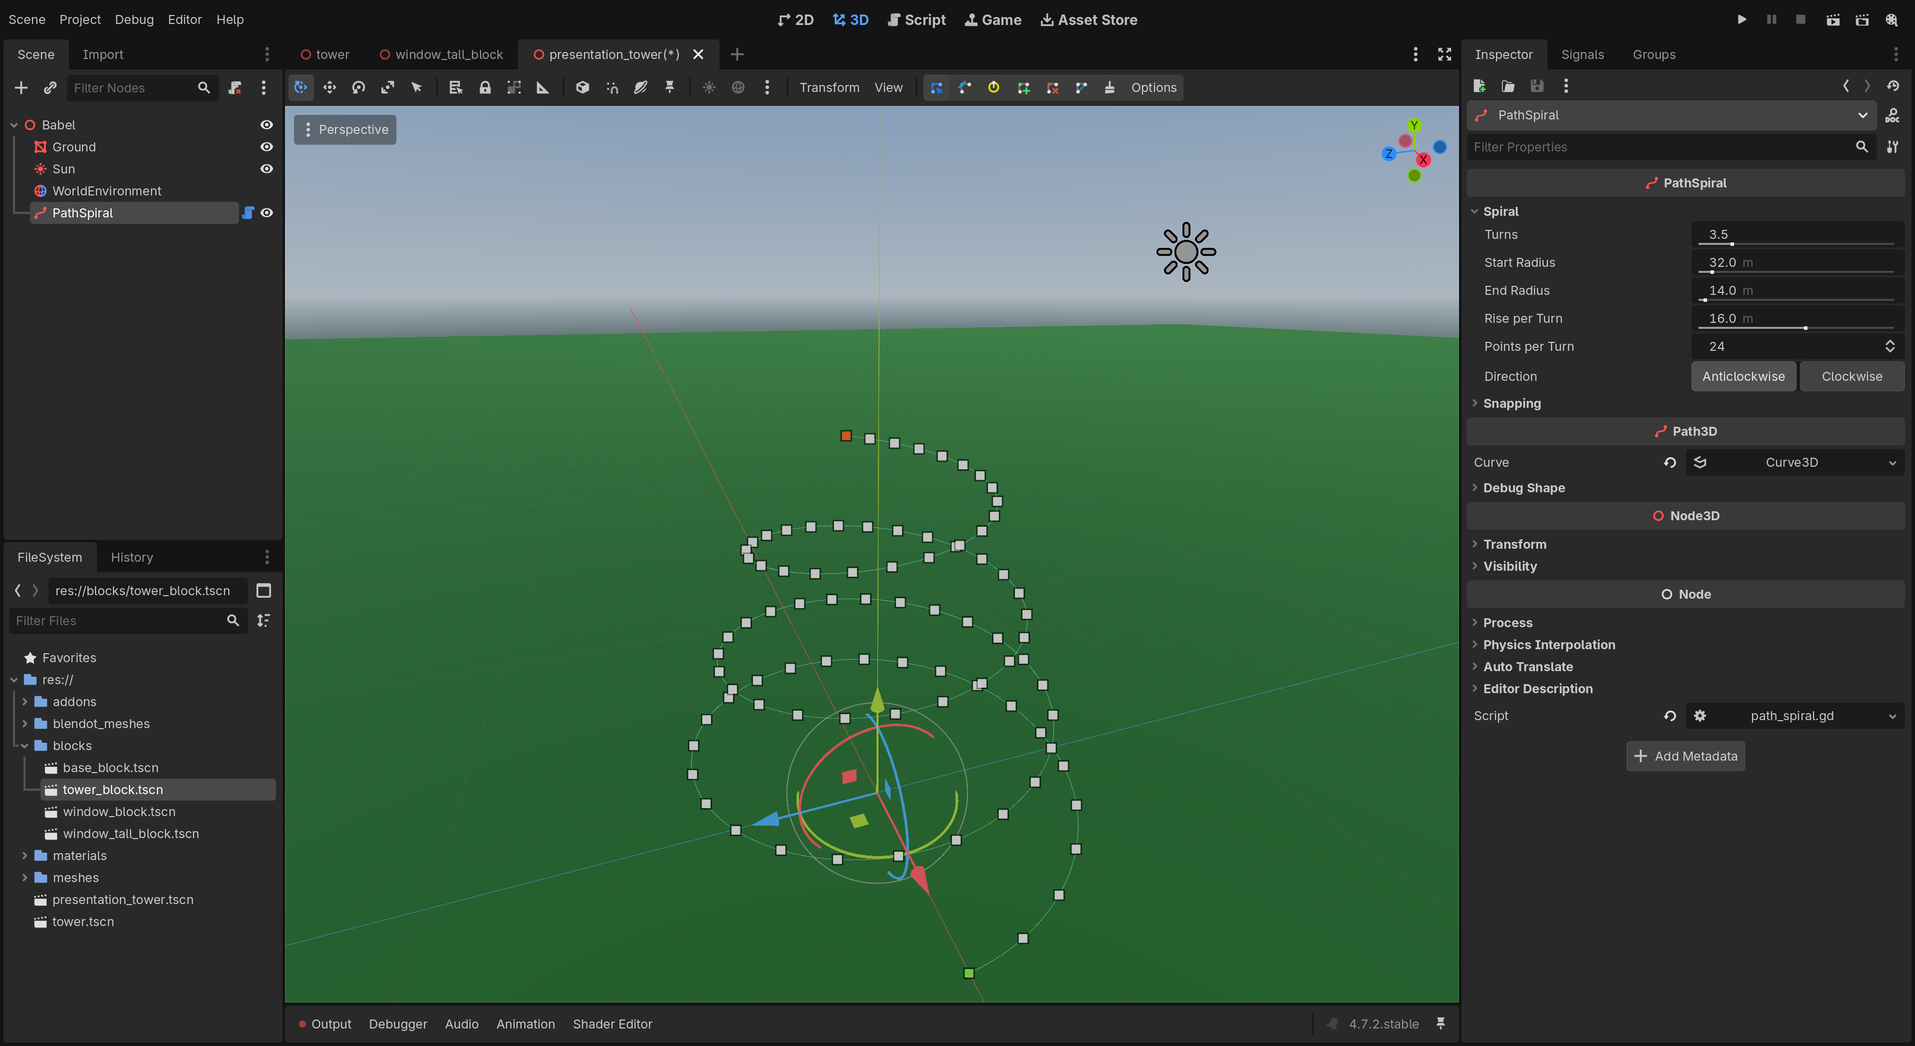 Scene Project Debug Editor Help
2D 3D Script Game Asset Store
Scene Import
tower window_tall_block presentation_tower(*)
Inspector Signals Groups
Filter Nodes
Transform View Options
Babel
Ground
Sun
WorldEnvironment
PathSpiral
Perspective
Y
Z
X
FileSystem History
res://blocks/tower_block.tscn
Filter Files
Favorites
res://
addons
blendot_meshes
blocks
base_block.tscn
tower_block.tscn
window_block.tscn
window_tall_block.tscn
materials
meshes
presentation_tower.tscn
tower.tscn
Output Debugger Audio Animation Shader Editor
4.7.2.stable
PathSpiral
Filter Properties
PathSpiral
Spiral
Turns 3.5
Start Radius 32.0 m
End Radius 14.0 m
Rise per Turn 16.0 m
Points per Turn 24
Direction Anticlockwise Clockwise
Snapping
Path3D
Curve Curve3D
Debug Shape
Node3D
Transform
Visibility
Node
Process
Physics Interpolation
Auto Translate
Editor Description
Script path_spiral.gd
Add Metadata